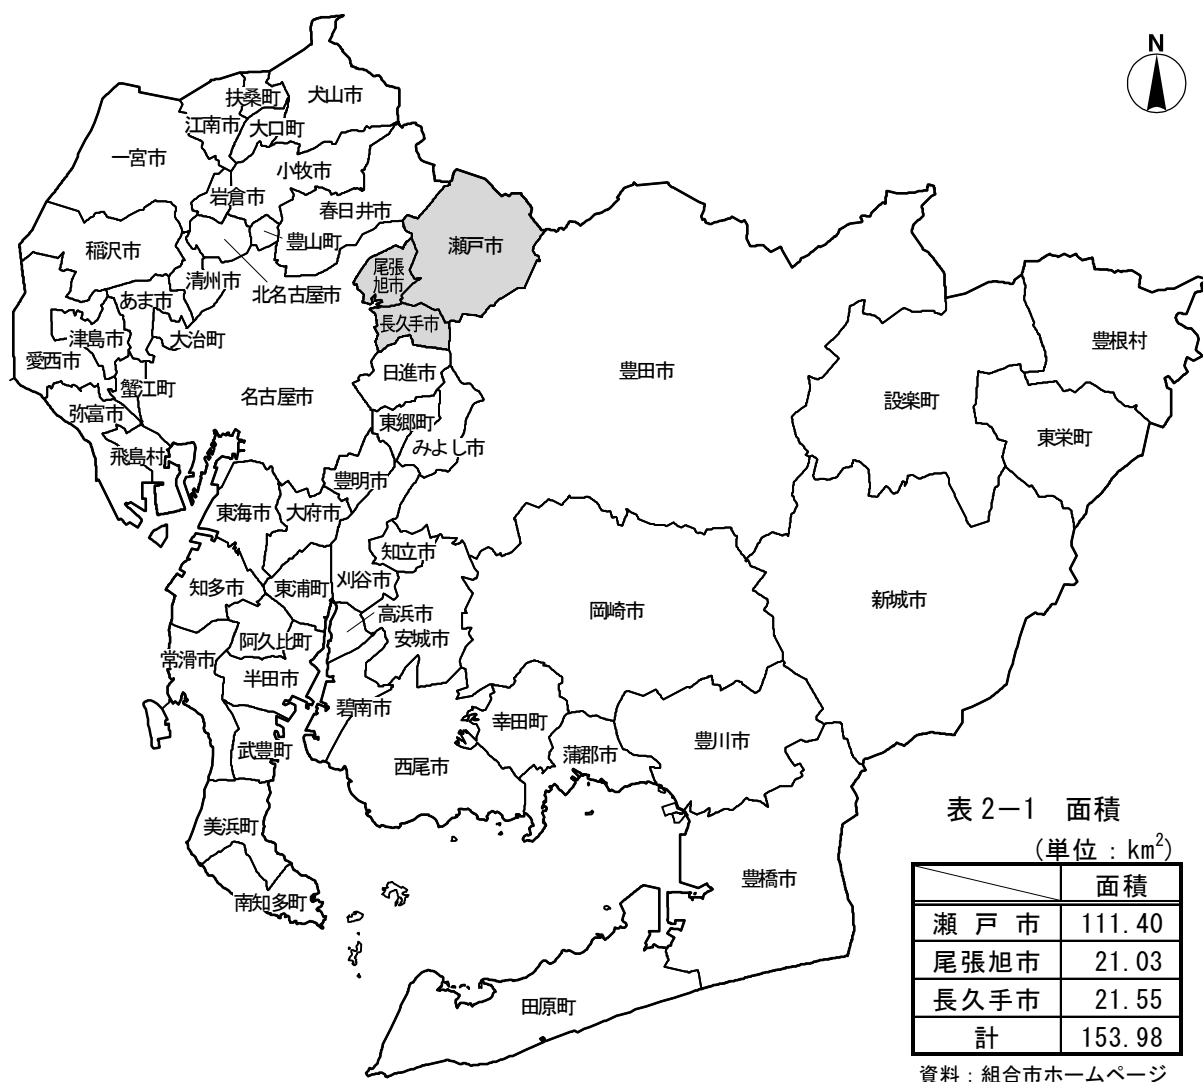 N
扶桑町
犬山市
江南市
大口町
一宮市
小牧市
岩倉市
春日井市
豊山町
瀬戸市
稲沢市
尾張
旭市
清州市
北名古屋市
あま市
長久手市
津島市
大治町
豊根村
愛西市
日進市
豊田市
蟹江町
名古屋市
設楽町
弥富市
東郷町
みよし市
東栄町
飛島村
豊明市
東海市
大府市
知立市
知多市
東浦町
刈谷市
高浜市
岡崎市
新城市
阿久比町
安城市
常滑市
半田市
碧南市
幸田町
豊川市
武豊町
西尾市
蒲郡市
美浜町
豊橋市
南知多町
田原町
表2-1 面積
(単位:km²)
面積
瀬戸市 111.40
尾張旭市 21.03
長久手市 21.55
計 153.98
資料:組合市ホームページ